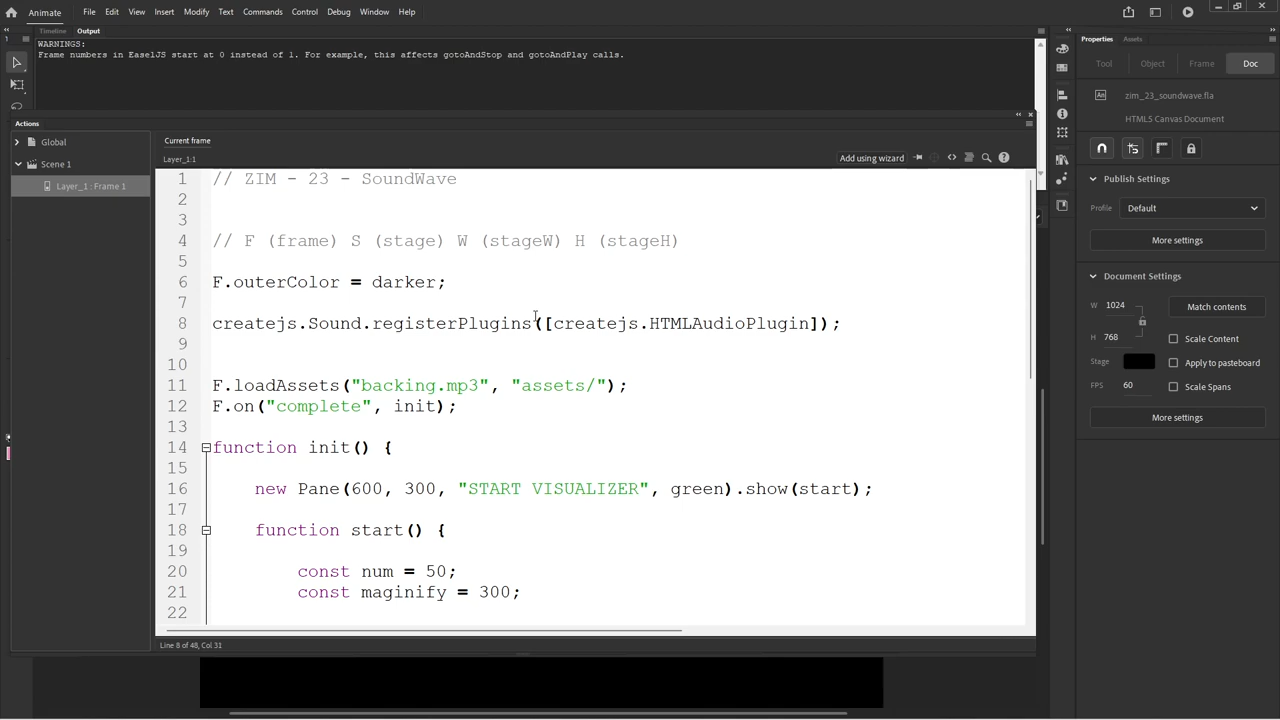 Animate File Edit View Insert Modify Text Commands Control Debug Window Help
Timeline Output
WARNINGS:
Frame numbers in EaselJS start at 0 instead of 1. For example, this affects gotoAndStop and gotoAndPlay calls.
Actions
Global
Scene 1
Layer_1 : Frame 1
Current frame
Layer_1:1
Add using wizard
1 // ZIM - 23 - SoundWave
2
3
4 // F (frame) S (stage) W (stageW) H (stageH)
5
6 F.outerColor = darker;
7
8 createjs.Sound.registerPlugins([createjs.HTMLAudioPlugin]);
9
10
11 F.loadAssets("backing.mp3", "assets/");
12 F.on("complete", init);
13
14 function init() {
15
16 new Pane(600, 300, "START VISUALIZER", green).show(start);
17
18 function start() {
19
20 const num = 50;
21 const maginify = 300;
22
Line 8 of 48, Col 31
Properties Assets
Tool Object Frame Doc
An zim_23_soundwave.fla
HTML5 Canvas Document
Publish Settings
Profile Default
More settings
Document Settings
W 1024 Match contents
H 768 Scale Content
Stage Apply to pasteboard
FPS 60 Scale Spans
More settings